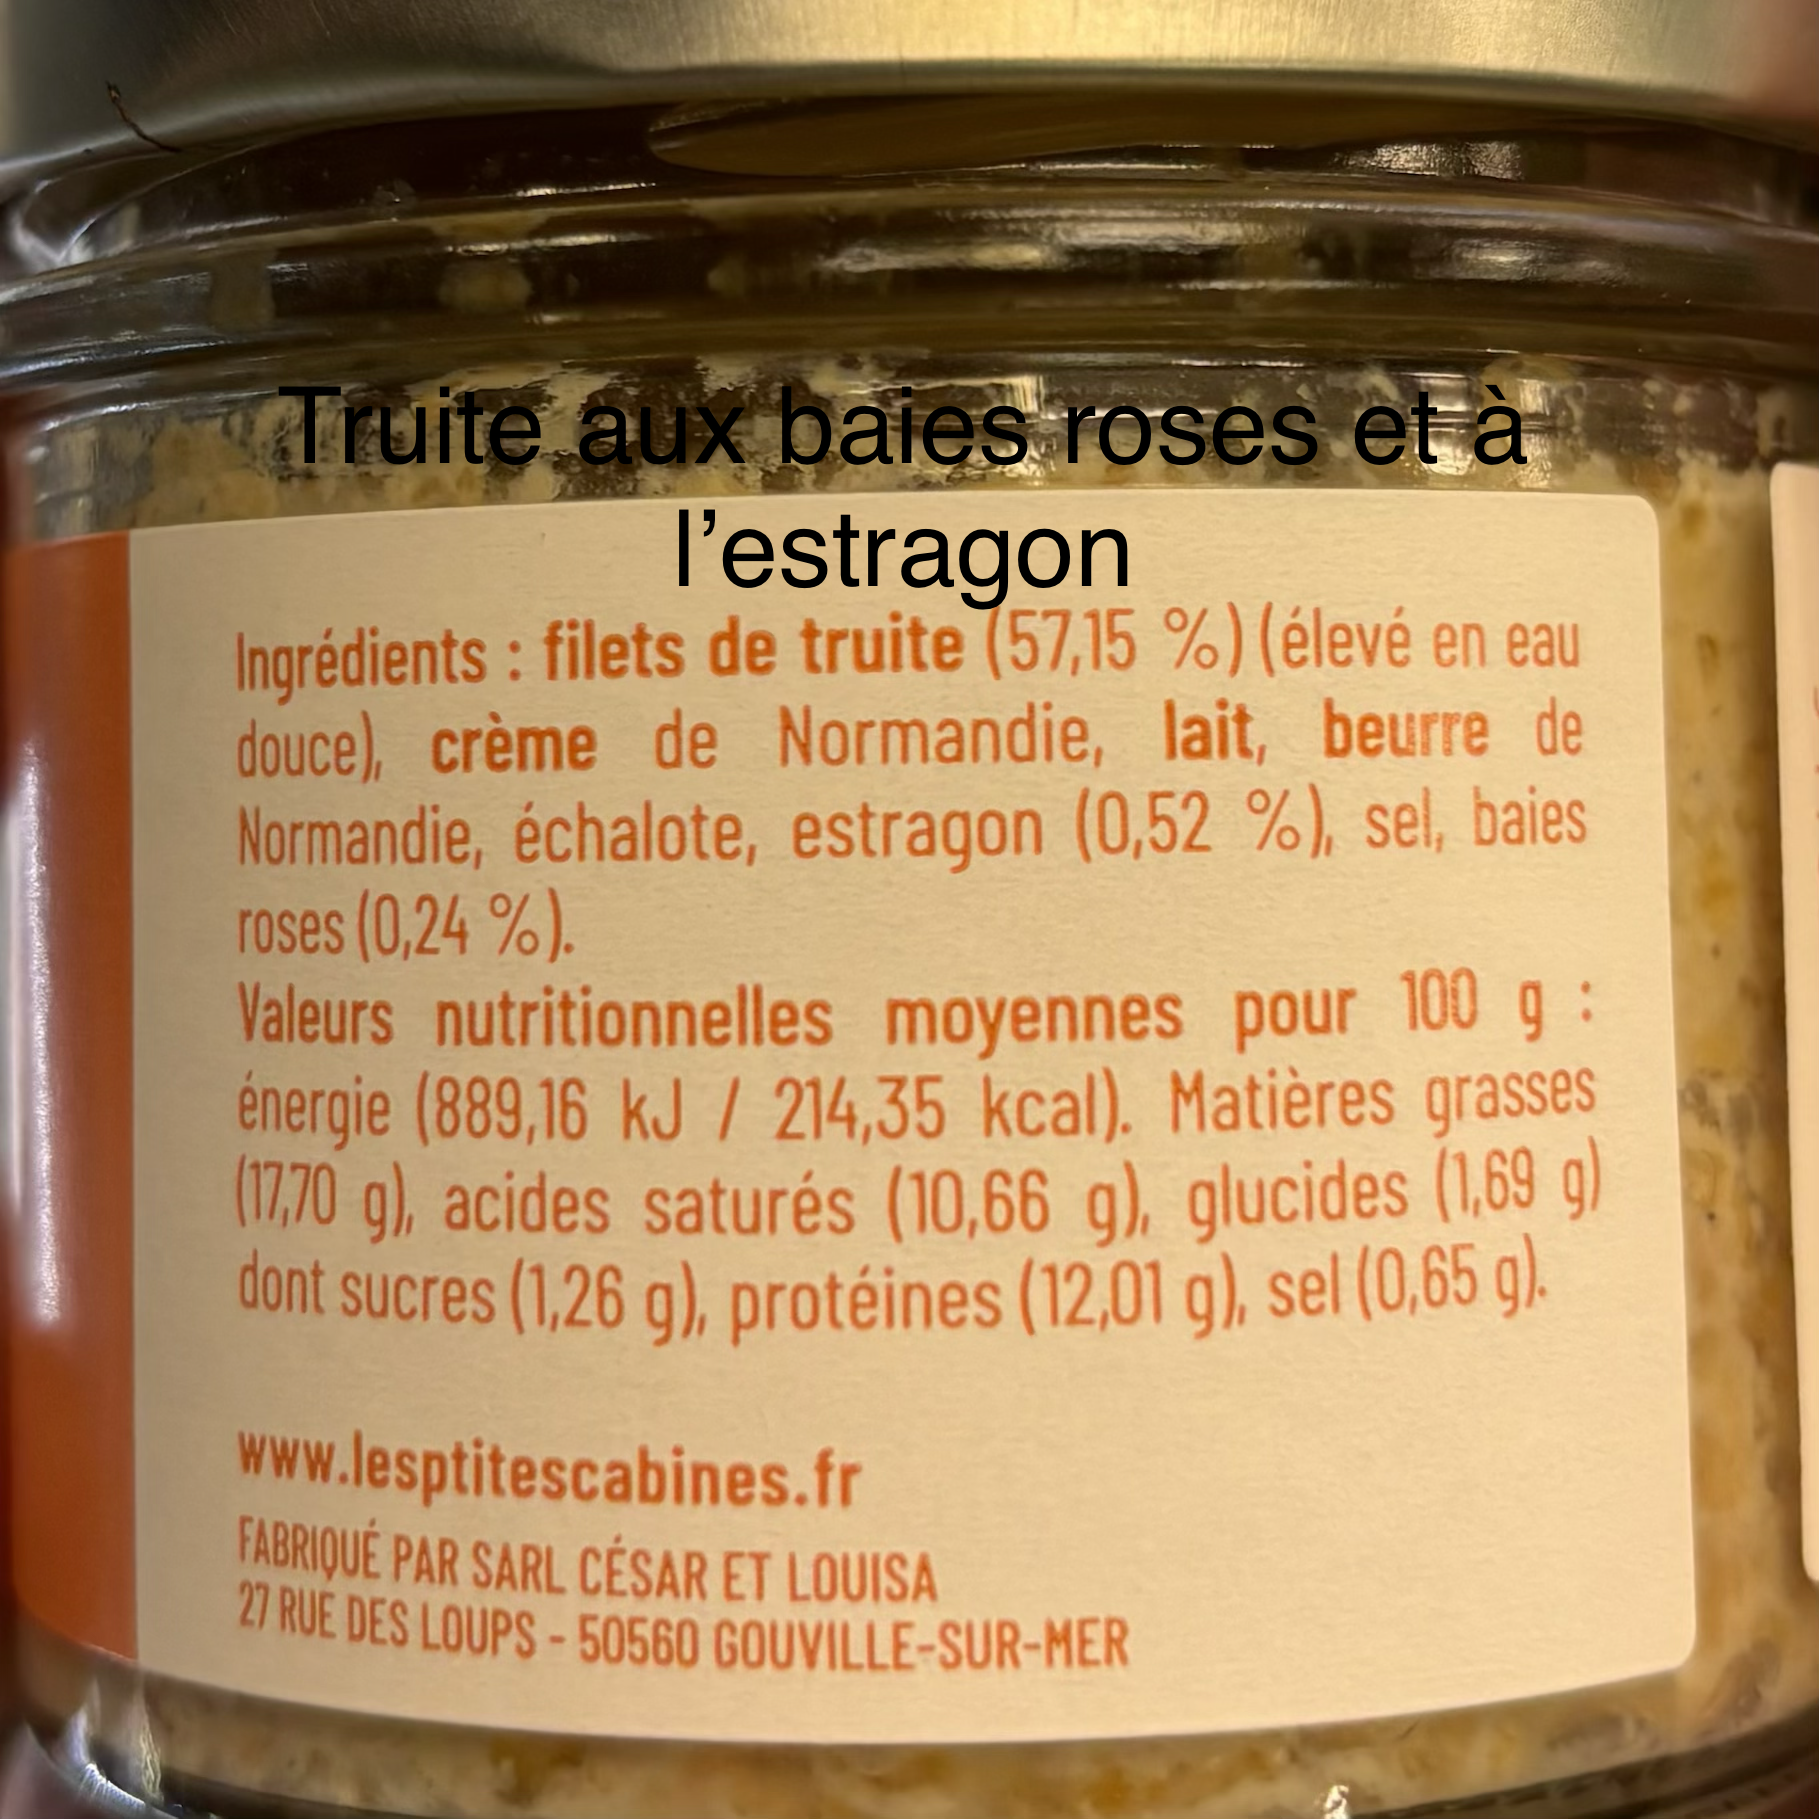 Truite aux baies roses et à
l’estragon
Ingrédients : filets de truite (57,15 %) (élevé en eau
douce), crème de Normandie, lait, beurre de
Normandie, échalote, estragon (0,52 %), sel, baies
roses (0,24 %).
Valeurs nutritionnelles moyennes pour 100 g :
énergie (889,16 kJ / 214,35 kcal). Matières grasses
(17,70 g), acides saturés (10,66 g), glucides (1,69 g)
dont sucres (1,26 g), protéines (12,01 g), sel (0,65 g).
www.lesptitescabines.fr
FABRIQUÉ PAR SARL CÉSAR ET LOUISA
27 RUE DES LOUPS - 50560 GOUVILLE-SUR-MER